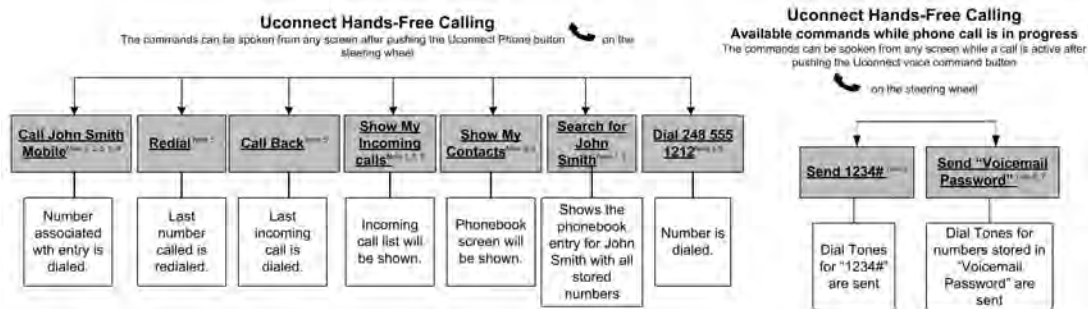 Uconnect Hands-Free Calling
The commands can be spoken from any screen after pushing the Uconnect Phone button on the
steering wheel
Call John Smith
Mobile
Redial
Call Back
Show My
Incoming
calls
Show My
Contacts
Search for
John
Smith
Dial 248 555
1212
Number
associated
wth entry is
dialed.
Last
number
called is
redialed.
Last
incoming
call is
dialed.
Incoming
call list will
be shown.
Phonebook
screen will
be shown.
Shows the
phonebook
entry for John
Smith with all
stored
numbers
Number is
dialed.
Uconnect Hands-Free Calling
Available commands while phone call is in progress
The commands can be spoken from any screen while a call is active after
pushing the Uconnect voice command button
on the steering wheel
Send 1234#
Send “Voicemail
Password”
Dial Tones
for “1234#”
are sent
Dial Tones for
numbers stored in
“Voicemail
Password” are
sent